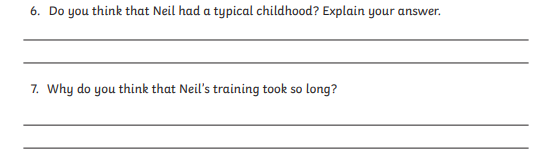 6. Do you think that Neil had a typical childhood? Explain your answer.
7. Why do you think that Neil's training took so long?